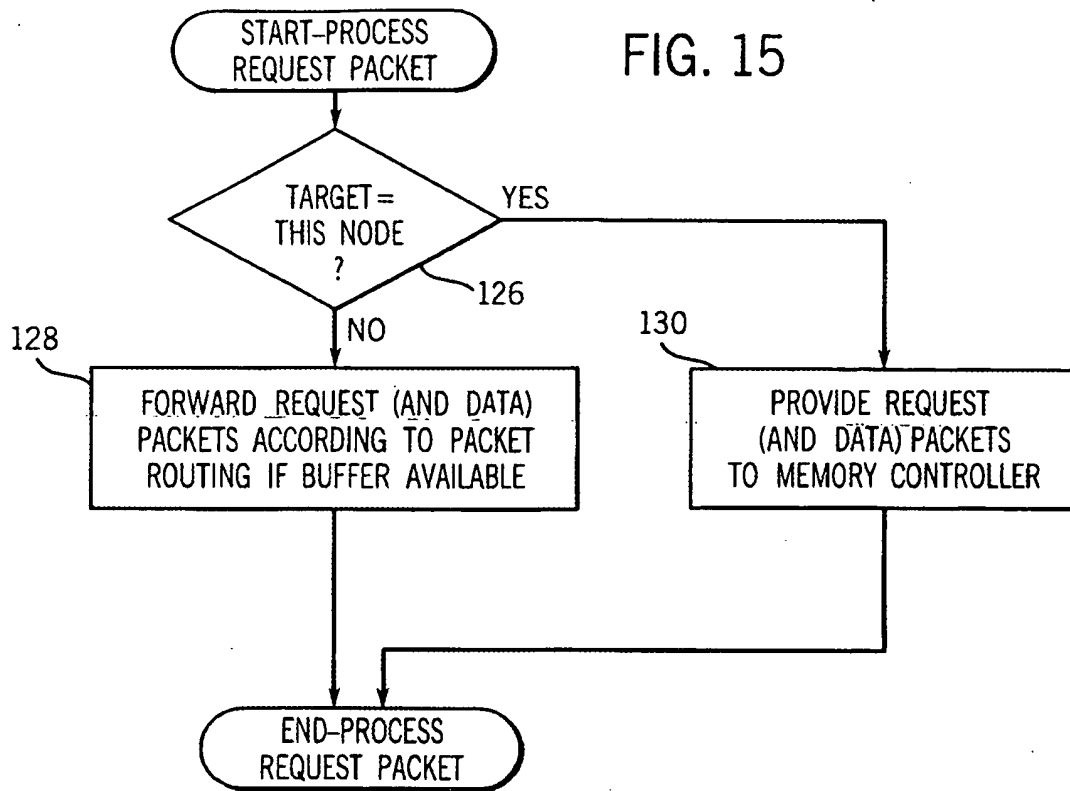 START-PROCESS
REQUEST PACKET
FIG. 15
TARGET=
THIS NODE
?
YES
126
NO
128
FORWARD REQUEST (AND DATA)
PACKETS ACCORDING TO PACKET
ROUTING IF BUFFER AVAILABLE
130
PROVIDE REQUEST
(AND DATA) PACKETS
TO MEMORY CONTROLLER
END-PROCESS
REQUEST PACKET